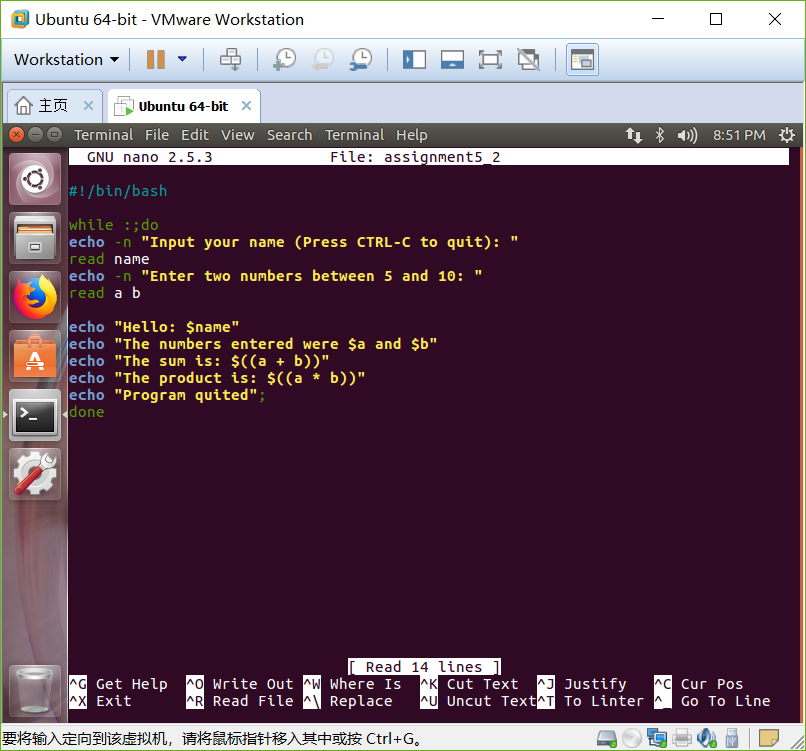 Ubuntu 64-bit - VMware Workstation
Workstation
主页
Ubuntu 64-bit
Terminal File Edit View Search Terminal Help 8:51 PM
GNU nano 2.5.3 File: assignment5_2
#!/bin/bash
while :;do
echo -n "Input your name (Press CTRL-C to quit): "
read name
echo -n "Enter two numbers between 5 and 10: "
read a b
echo "Hello: $name"
echo "The numbers entered were $a and $b"
echo "The sum is: $((a + b))"
echo "The product is: $((a * b))"
echo "Program quited";
done
[ Read 14 lines ]
^G Get Help ^O Write Out ^W Where Is ^K Cut Text ^J Justify ^C Cur Pos
^X Exit ^R Read File ^\ Replace ^U Uncut Text ^T To Linter ^_ Go To Line
要将输入定向到该虚拟机，请将鼠标指针移入其中或按 Ctrl+G。